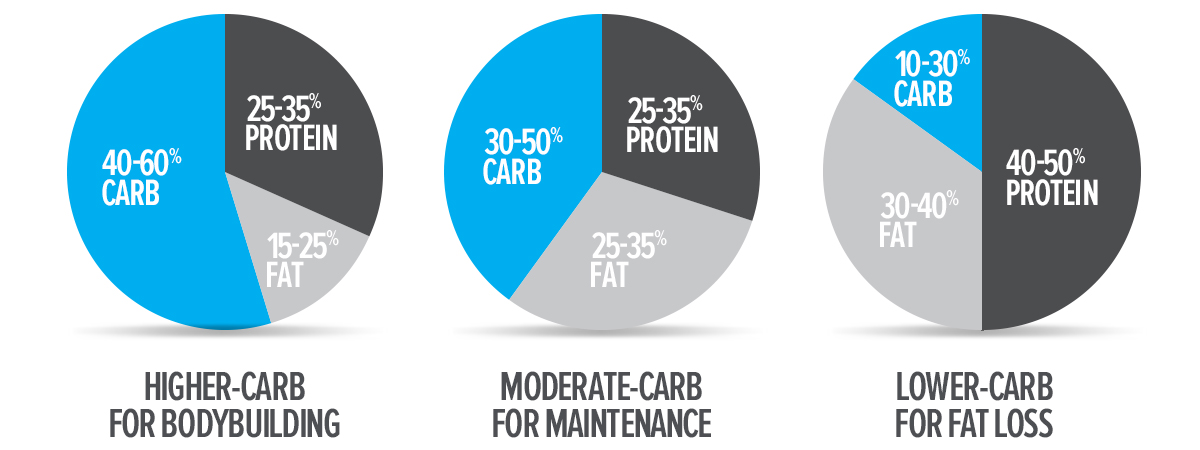 25-35%
PROTEIN
40-60%
CARB
15-25%
FAT
HIGHER-CARB
FOR BODYBUILDING
25-35%
PROTEIN
30-50%
CARB
25-35%
FAT
MODERATE-CARB
FOR MAINTENANCE
10-30%
CARB
40-50%
PROTEIN
30-40%
FAT
LOWER-CARB
FOR FAT LOSS